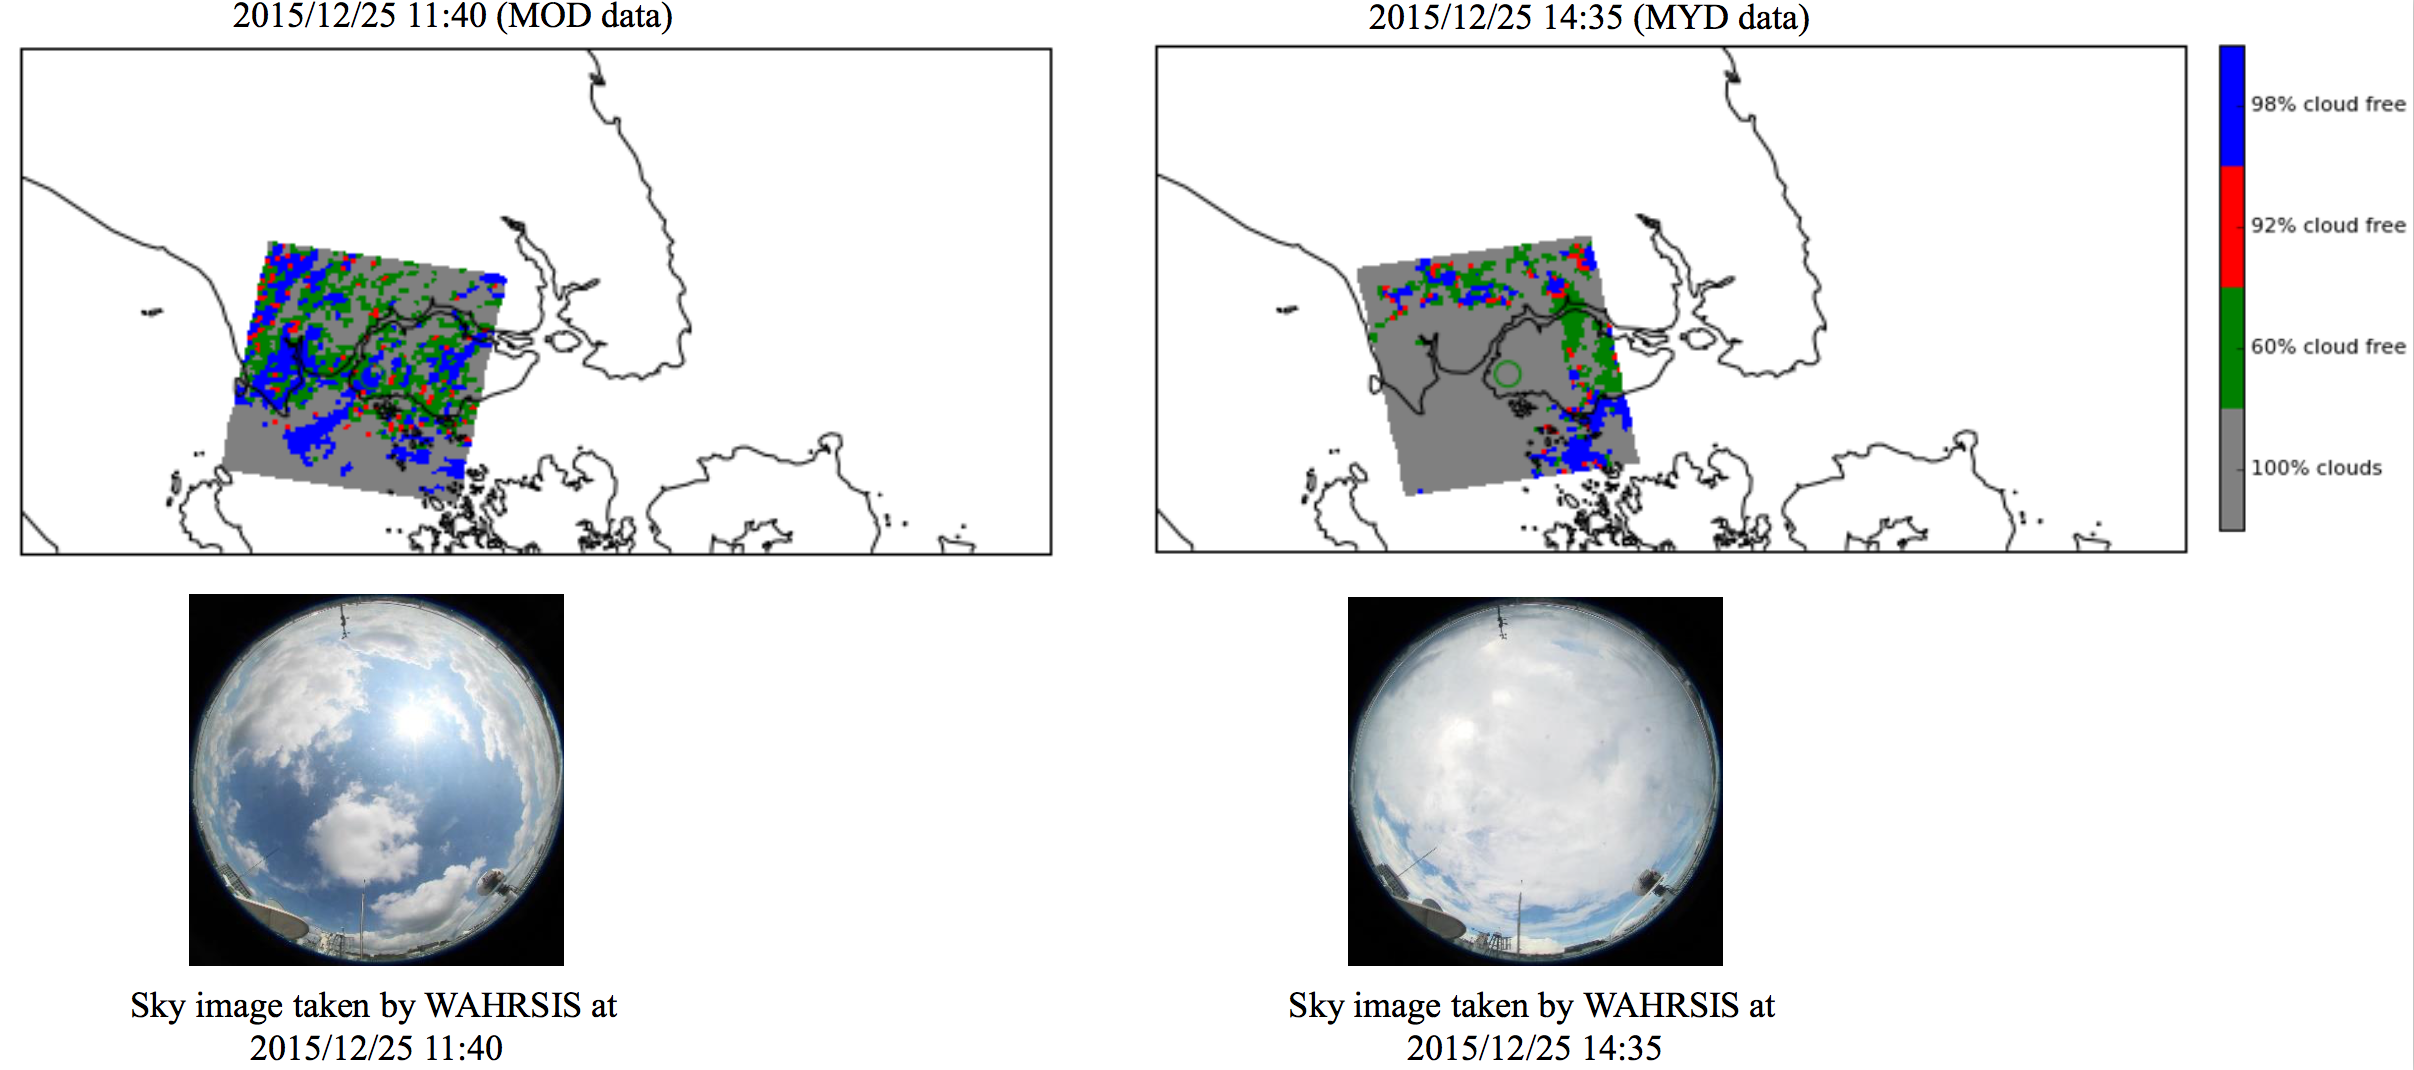 2015/12/25 11:40 (MOD data)
2015/12/25 14:35 (MYD data)
98% cloud free
92% cloud free
60% cloud free
100% clouds
Sky image taken by WAHRSIS at
2015/12/25 11:40
Sky image taken by WAHRSIS at
2015/12/25 14:35